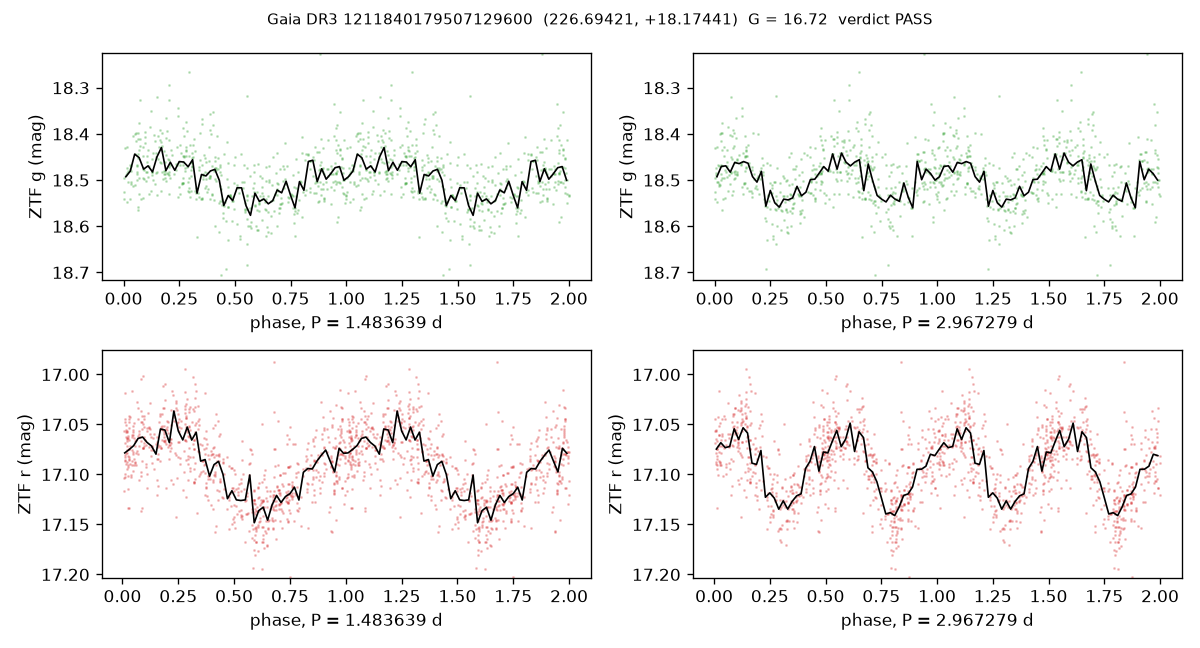 Gaia DR3 1211840179507129600 (226.69421, +18.17441) G = 16.72 verdict PASS
ZTF g (mag)
18.3
18.4
18.5
18.6
18.7
0.00 0.25 0.50 0.75 1.00 1.25 1.50 1.75 2.00
phase, P = 1.483639 d
ZTF g (mag)
18.3
18.4
18.5
18.6
18.7
0.00 0.25 0.50 0.75 1.00 1.25 1.50 1.75 2.00
phase, P = 2.967279 d
ZTF r (mag)
17.00
17.05
17.10
17.15
17.20
0.00 0.25 0.50 0.75 1.00 1.25 1.50 1.75 2.00
phase, P = 1.483639 d
ZTF r (mag)
17.00
17.05
17.10
17.15
17.20
0.00 0.25 0.50 0.75 1.00 1.25 1.50 1.75 2.00
phase, P = 2.967279 d